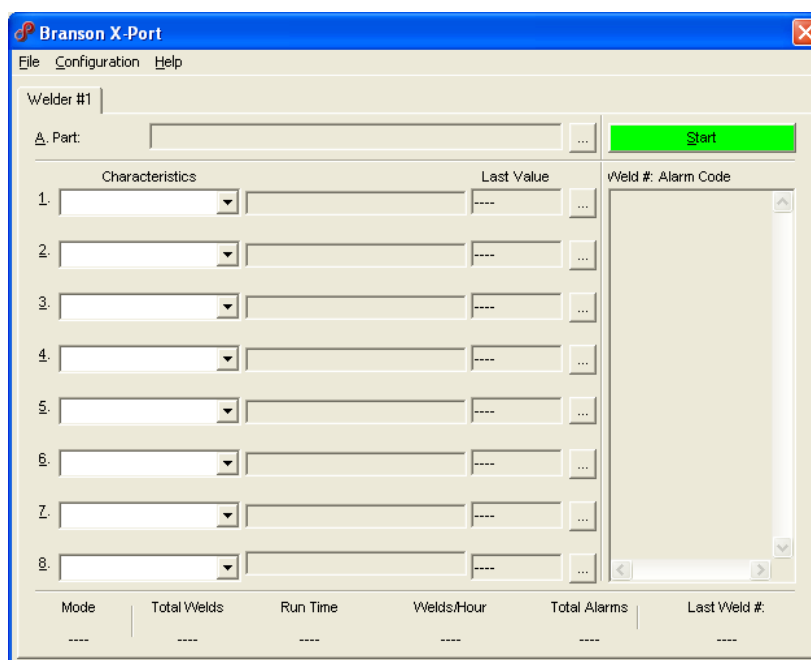 Branson X-Port
File Configuration Help
Welder #1
A. Part: ... Start
Characteristics Last Value Weld #: Alarm Code
1. ---- ...
2. ---- ...
3. ---- ...
4. ---- ...
5. ---- ...
6. ---- ...
7. ---- ...
8. ---- ...
Mode Total Welds Run Time Welds/Hour Total Alarms Last Weld #:
---- ---- ---- ---- ---- ----